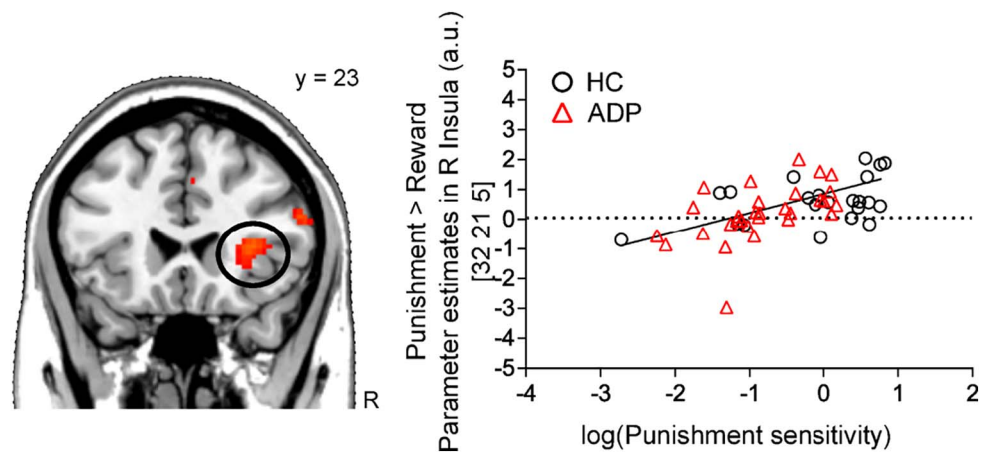 y = 23
R
Punishment > Reward
Parameter estimates in R Insula (a.u.)
[32 21 5]
5
4
3
2
1
0
-1
-2
-3
-4
-5
HC
ADP
-4
-3
-2
-1
0
1
2
log(Punishment sensitivity)